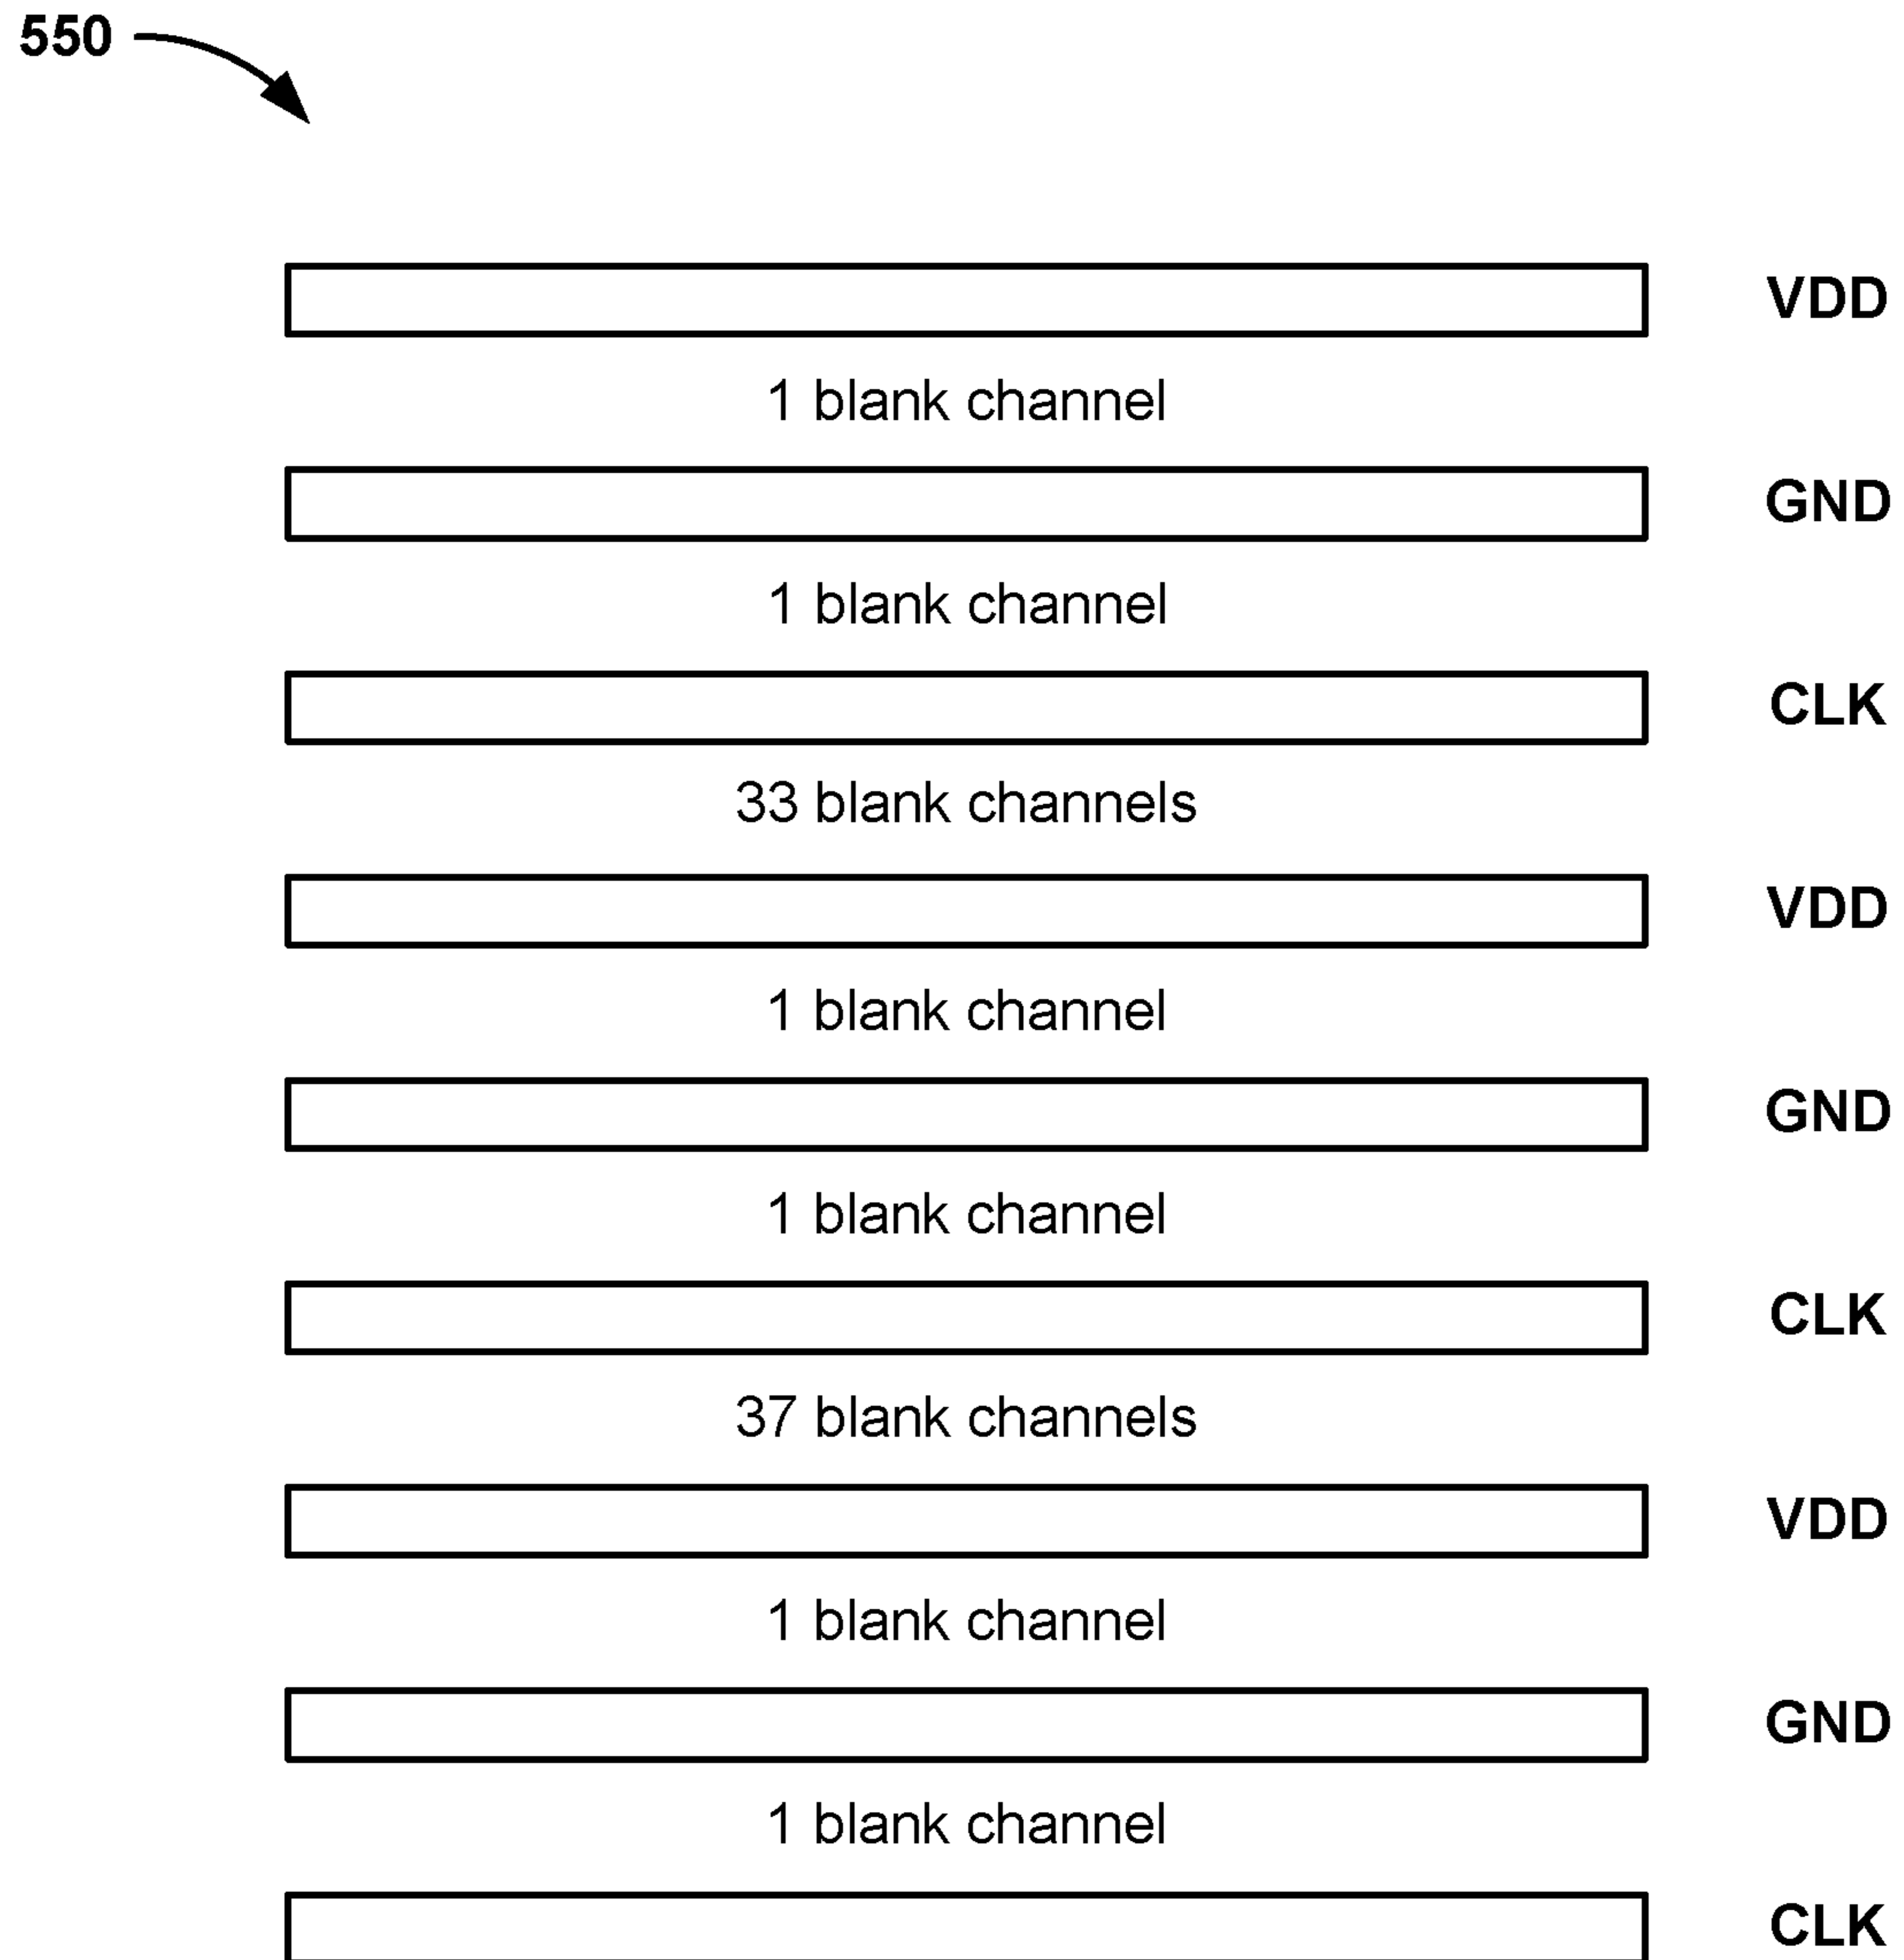 550
VDD
1 blank channel
GND
1 blank channel
CLK
33 blank channels
VDD
1 blank channel
GND
1 blank channel
CLK
37 blank channels
VDD
1 blank channel
GND
1 blank channel
CLK